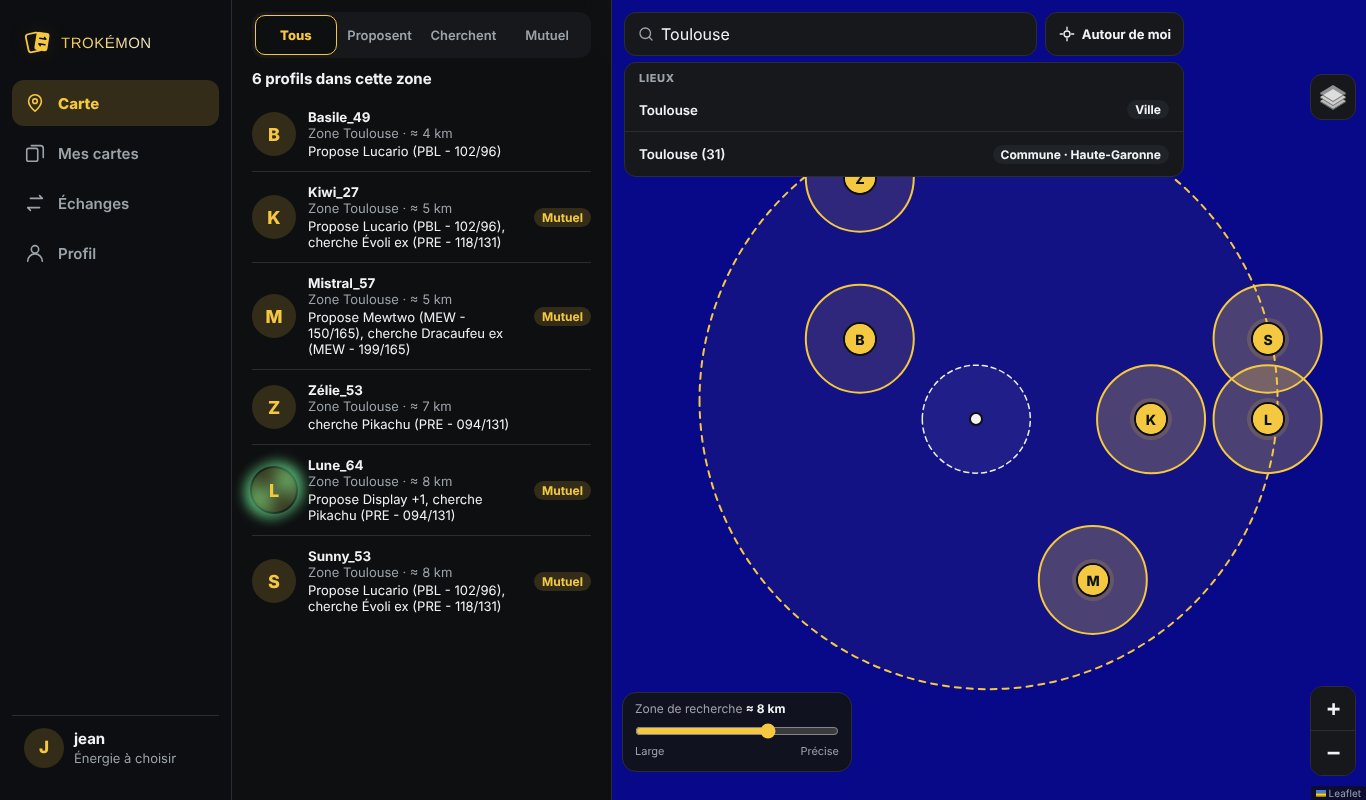 TROKÉMON
Carte
Mes cartes
Échanges
Profil
J
jean
Énergie à choisir
Tous
Proposent
Cherchent
Mutuel
6 profils dans cette zone
B
Basile_49
Zone Toulouse · ≈ 4 km
Propose Lucario (PBL - 102/96)
K
Kiwi_27
Zone Toulouse · ≈ 5 km
Propose Lucario (PBL - 102/96),
cherche Évoli ex (PRE - 118/131)
Mutuel
M
Mistral_57
Zone Toulouse · ≈ 5 km
Propose Mewtwo (MEW -
150/165), cherche Dracaufeu ex
(MEW - 199/165)
Mutuel
Z
Zélie_53
Zone Toulouse · ≈ 7 km
cherche Pikachu (PRE - 094/131)
L
Lune_64
Zone Toulouse · ≈ 8 km
Propose Display +1, cherche
Pikachu (PRE - 094/131)
Mutuel
S
Sunny_53
Zone Toulouse · ≈ 8 km
Propose Lucario (PBL - 102/96),
cherche Évoli ex (PRE - 118/131)
Mutuel
Toulouse
Autour de moi
LIEUX
Toulouse
Ville
Toulouse (31)
Commune · Haute-Garonne
Z
B
S
K
L
M
Zone de recherche ≈ 8 km
Large
Précise
+
−
Leaflet